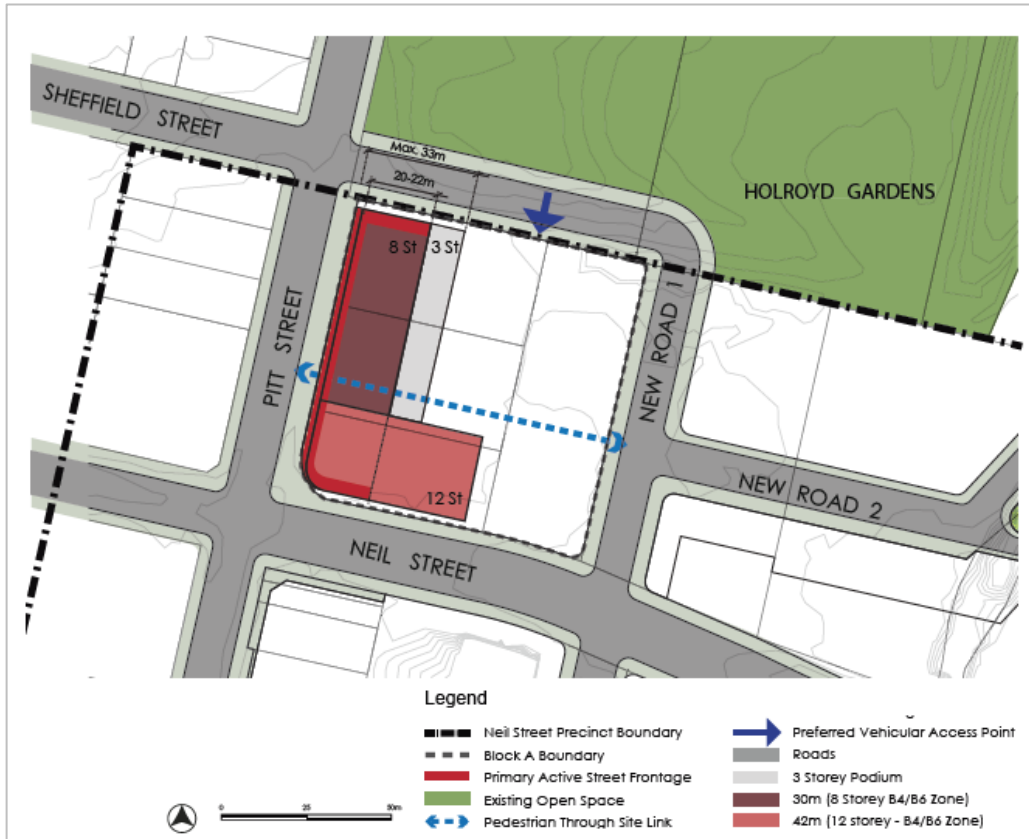 SHEFFIELD STREET
Max. 33m
20-22m
HOLROYD GARDENS
8 St
3 St
PITT STREET
NEW ROAD 1
12 St
NEW ROAD 2
NEIL STREET
Legend
Neil Street Precinct Boundary
Block A Boundary
Primary Active Street Frontage
Existing Open Space
Pedestrian Through Site Link
Preferred Vehicular Access Point
Roads
3 Storey Podium
30m (8 Storey B4/B6 Zone)
42m (12 storey - B4/B6 Zone)
0 25 50m